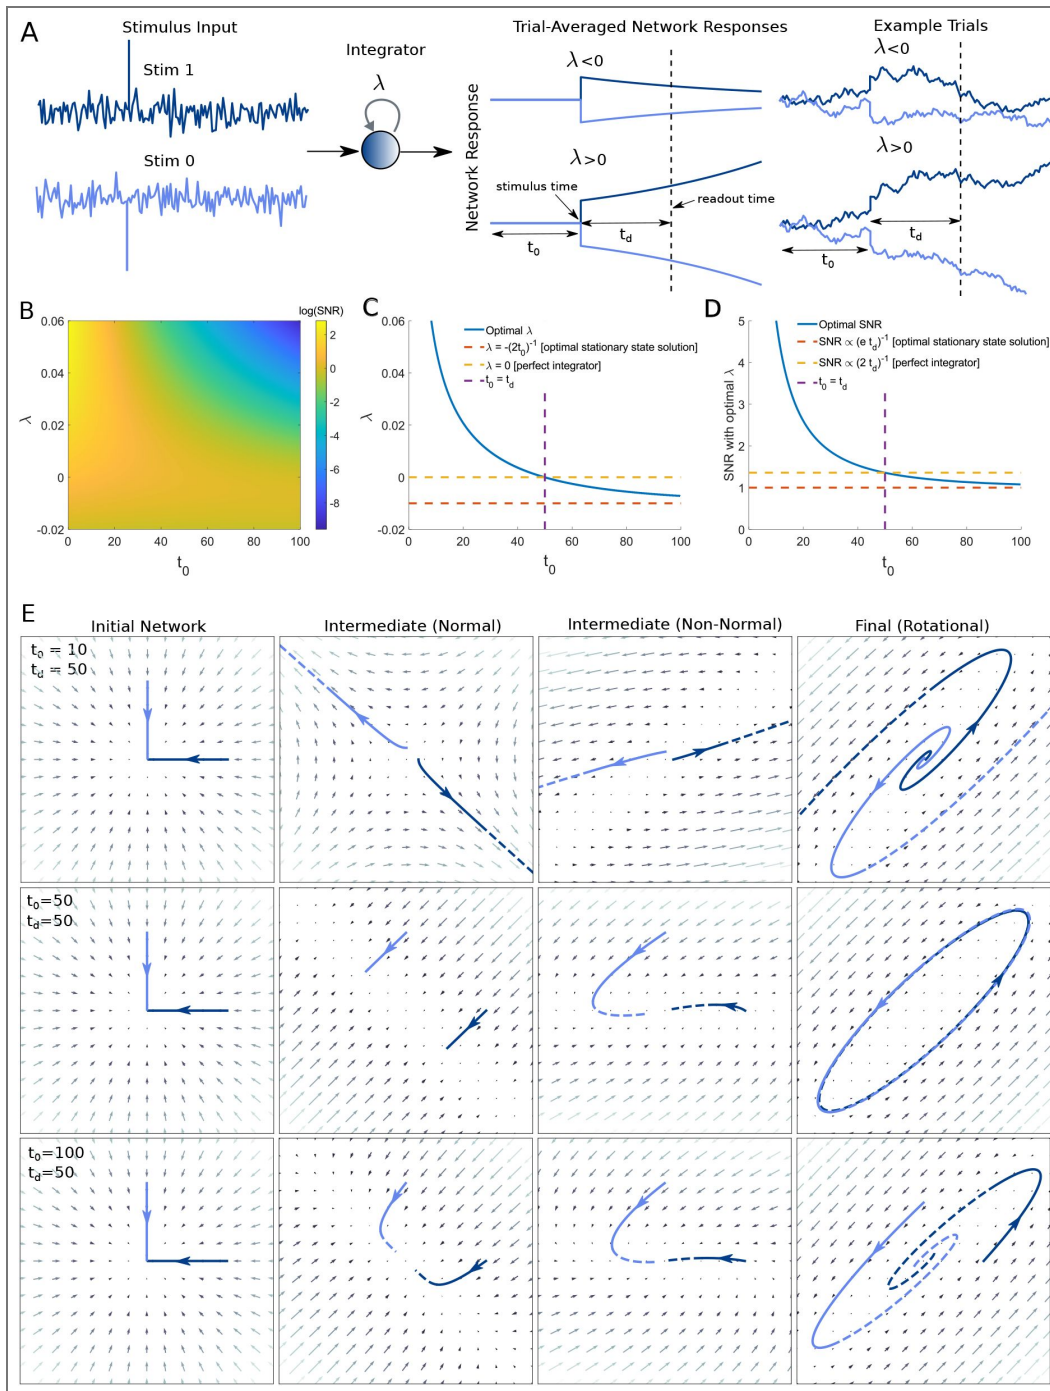 A
Stimulus Input
Stim 1
Stim 0
Integrator
λ
Trial-Averaged Network Responses
Network Response
λ<0
λ>0
stimulus time
readout time
t0
td
Example Trials
λ<0
λ>0
td
t0
B
log(SNR)
0.06
0.04
0.02
0
-0.02
λ
0 20 40 60 80 100
t0
2
0
-2
-4
-6
-8
C
0.06
0.04
0.02
0
-0.02
λ
Optimal λ
λ = -(2t0)-1 [optimal stationary state solution]
λ = 0 [perfect integrator]
t0 = td
0 20 40 60 80 100
t0
D
5
4
3
2
1
0
SNR with optimal λ
Optimal SNR
SNR ∝ (e td)-1 [optimal stationary state solution]
SNR ∝ (2 td)-1 [perfect integrator]
t0 = td
0 20 40 60 80 100
t0
E
Initial Network Intermediate (Normal) Intermediate (Non-Normal) Final (Rotational)
t0 = 10
td = 50
t0=50
td=50
t0=100
td=50